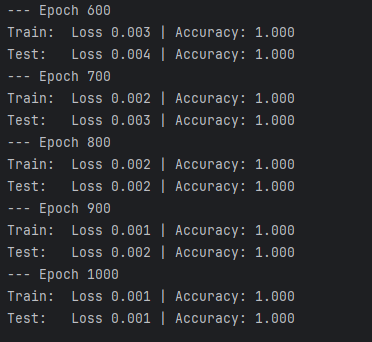 --- Epoch 600
Train:  Loss 0.003 | Accuracy: 1.000
Test:   Loss 0.004 | Accuracy: 1.000
--- Epoch 700
Train:  Loss 0.002 | Accuracy: 1.000
Test:   Loss 0.003 | Accuracy: 1.000
--- Epoch 800
Train:  Loss 0.002 | Accuracy: 1.000
Test:   Loss 0.002 | Accuracy: 1.000
--- Epoch 900
Train:  Loss 0.001 | Accuracy: 1.000
Test:   Loss 0.002 | Accuracy: 1.000
--- Epoch 1000
Train:  Loss 0.001 | Accuracy: 1.000
Test:   Loss 0.001 | Accuracy: 1.000